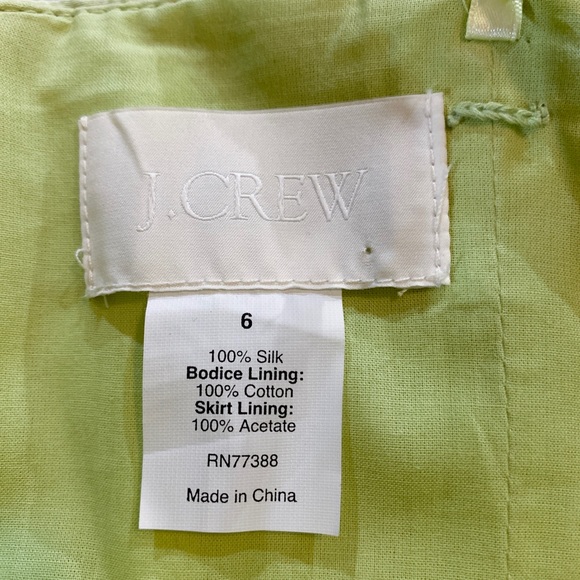 J.CREW
6
100% Silk
Bodice Lining:
100% Cotton
Skirt Lining:
100% Acetate
RN77388
Made in China